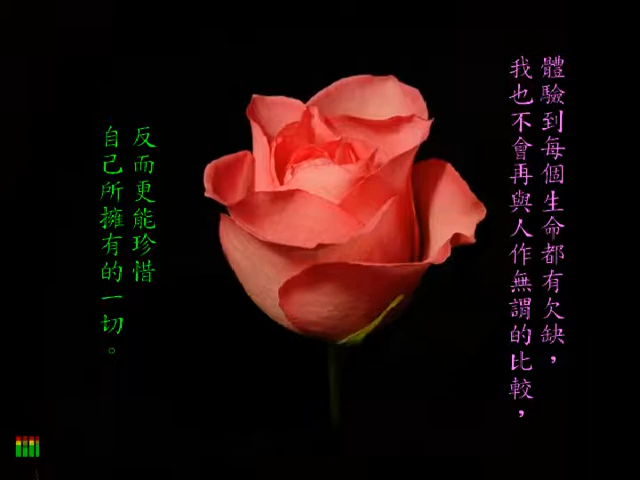 體驗到每個生命都有欠缺，
我也不會再與人作無謂的比較，
反而更能珍惜
自己所擁有的一切。